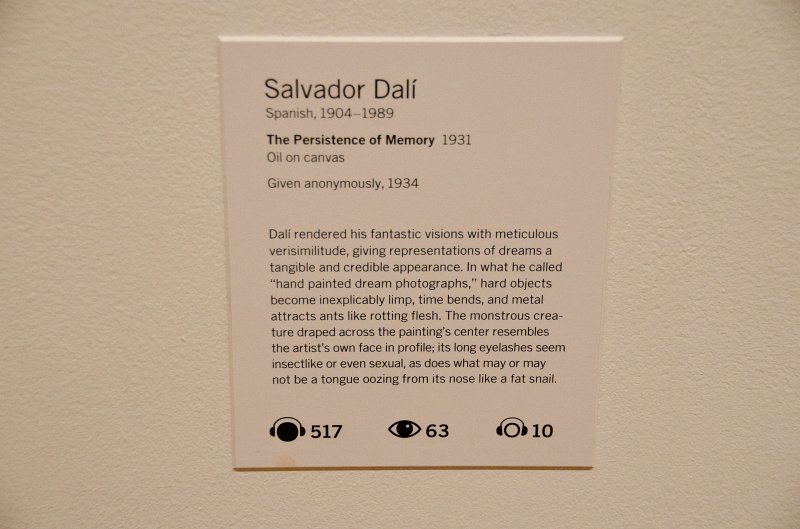 Salvador Dalí
Spanish, 1904–1989
The Persistence of Memory 1931
Oil on canvas
Given anonymously, 1934
Dalí rendered his fantastic visions with meticulous
verisimilitude, giving representations of dreams a
tangible and credible appearance. In what he called
“hand painted dream photographs,” hard objects
become inexplicably limp, time bends, and metal
attracts ants like rotting flesh. The monstrous crea-
ture draped across the painting’s center resembles
the artist’s own face in profile; its long eyelashes seem
insectlike or even sexual, as does what may or may
not be a tongue oozing from its nose like a fat snail.
517 63 10